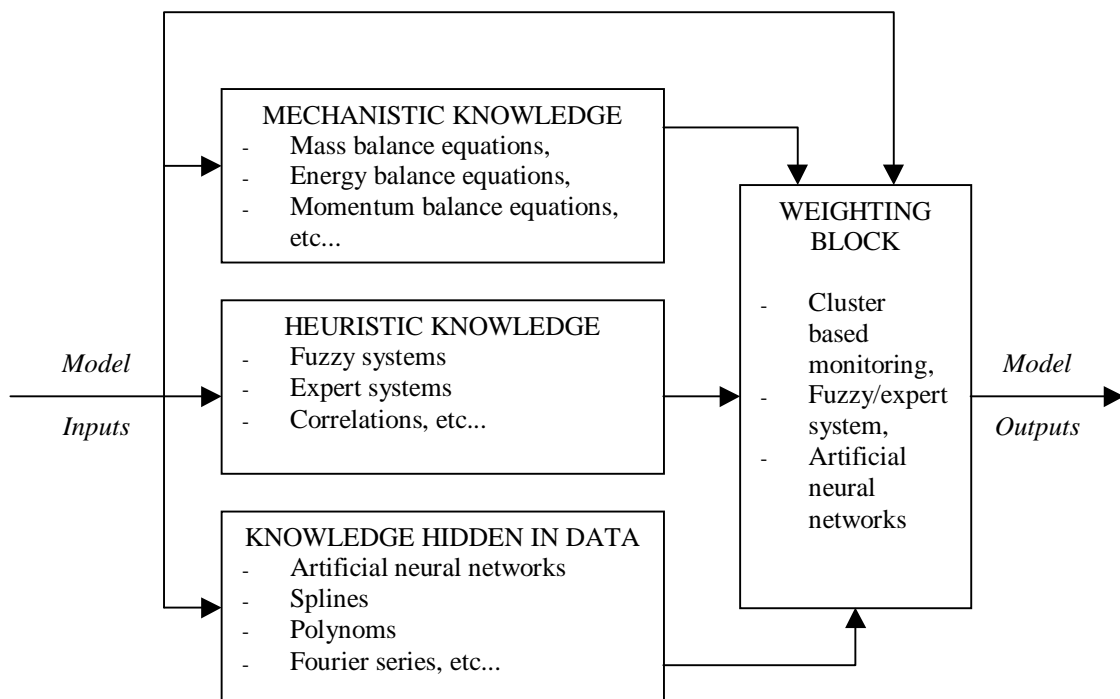 MECHANISTIC KNOWLEDGE
- Mass balance equations,
- Energy balance equations,
- Momentum balance equations,
etc...
HEURISTIC KNOWLEDGE
- Fuzzy systems
- Expert systems
- Correlations, etc...
KNOWLEDGE HIDDEN IN DATA
- Artificial neural networks
- Splines
- Polynoms
- Fourier series, etc...
WEIGHTING
BLOCK
- Cluster
based
monitoring,
- Fuzzy/expert
system,
- Artificial
neural
networks
Model
Inputs
Model
Outputs